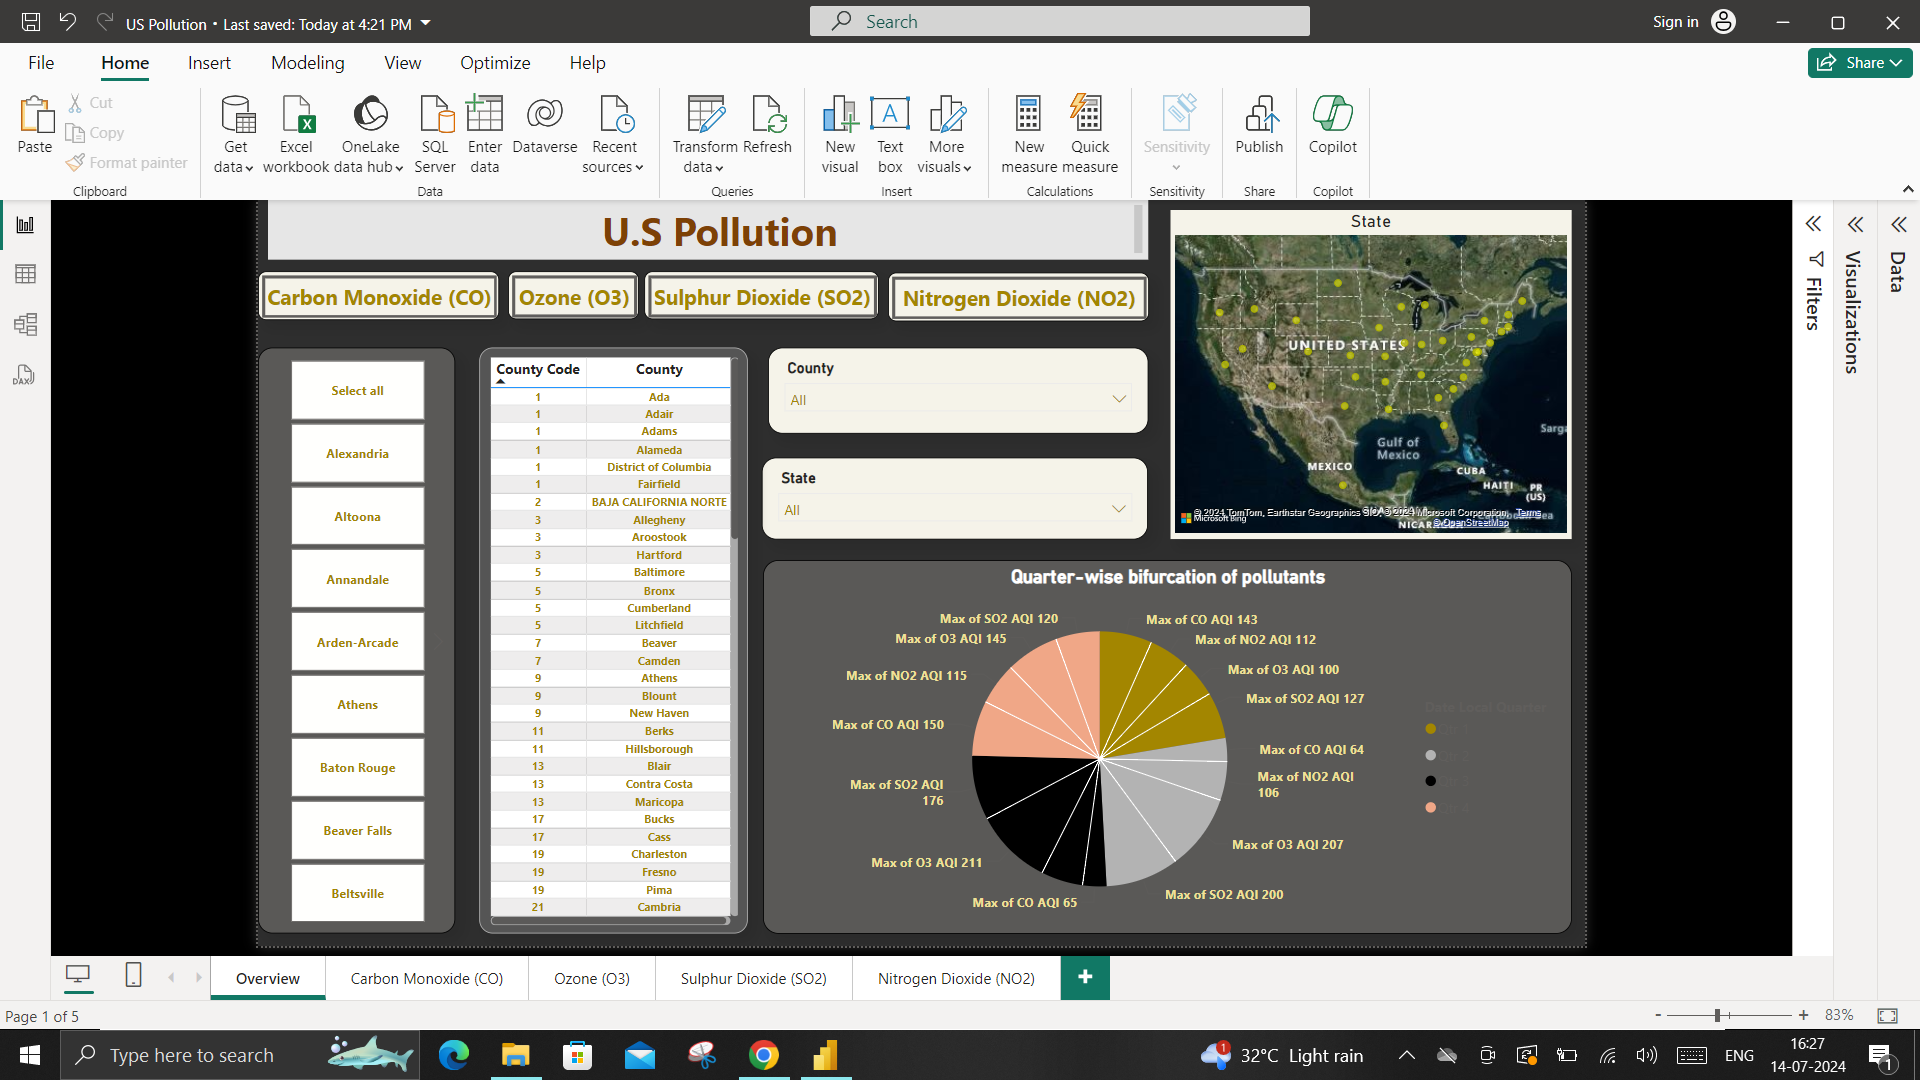 US Pollution • Last saved: Today at 4:21 PM
Search
Sign in
File Home Insert Modeling View Optimize Help
Share
Paste
Cut
Copy
Format painter
Clipboard
Get data
Excel workbook
OneLake data hub
SQL Server
Enter data
Dataverse
Recent sources
Data
Transform data
Refresh
Queries
New visual
Text box
More visuals
Insert
New measure
Quick measure
Calculations
Sensitivity
Sensitivity
Publish
Share
Copilot
Copilot
U.S Pollution
Carbon Monoxide (CO)
Ozone (O3)
Sulphur Dioxide (SO2)
Nitrogen Dioxide (NO2)
Select all
Alexandria
Altoona
Annandale
Arden-Arcade
Athens
Baton Rouge
Beaver Falls
Beltsville
County Code County
1 Ada
1 Adair
1 Adams
1 Alameda
1 District of Columbia
1 Fairfield
2 BAJA CALIFORNIA NORTE
3 Allegheny
3 Aroostook
3 Hartford
5 Baltimore
5 Bronx
5 Cumberland
5 Litchfield
7 Beaver
7 Camden
9 Athens
9 Blount
9 New Haven
11 Berks
11 Hillsborough
13 Blair
13 Contra Costa
13 Maricopa
17 Bucks
17 Cass
19 Charleston
19 Fresno
19 Pima
21 Cambria
County
All
State
All
State
UNITED STATES
Gulf of
Mexico
MEXICO
CUBA
HAITI
PR
(US)
Sarga
© 2024 TomTom, Earthstar Geographics SIO, © 2024 Microsoft Corporation, Terms
Microsoft Bing
© OpenStreetMap
Quarter-wise bifurcation of pollutants
Max of SO2 AQI 120
Max of CO AQI 143
Max of O3 AQI 145
Max of NO2 AQI 112
Max of NO2 AQI 115
Max of O3 AQI 100
Max of CO AQI 150
Max of SO2 AQI 127
Max of SO2 AQI
176
Max of CO AQI 64
Max of NO2 AQI
106
Max of O3 AQI 211
Max of O3 AQI 207
Max of CO AQI 65
Max of SO2 AQI 200
Date Local Quarter
Filters
Visualizations
Data
Overview
Carbon Monoxide (CO)
Ozone (O3)
Sulphur Dioxide (SO2)
Nitrogen Dioxide (NO2)
Page 1 of 5
83%
Type here to search
1
32°C Light rain
ENG
16:27
14-07-2024
1